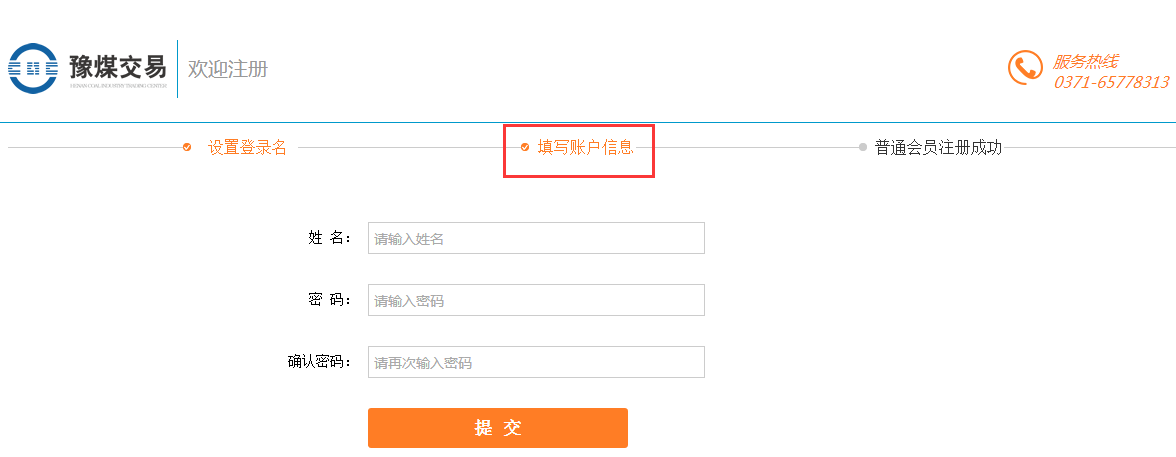 豫煤交易
HENAN COAL INDUSTRY TRADING CENTER
欢迎注册
服务热线
0371-65778313
设置登录名
填写账户信息
普通会员注册成功
姓 名：
请输入姓名
密 码：
请输入密码
确认密码：
请再次输入密码
提 交